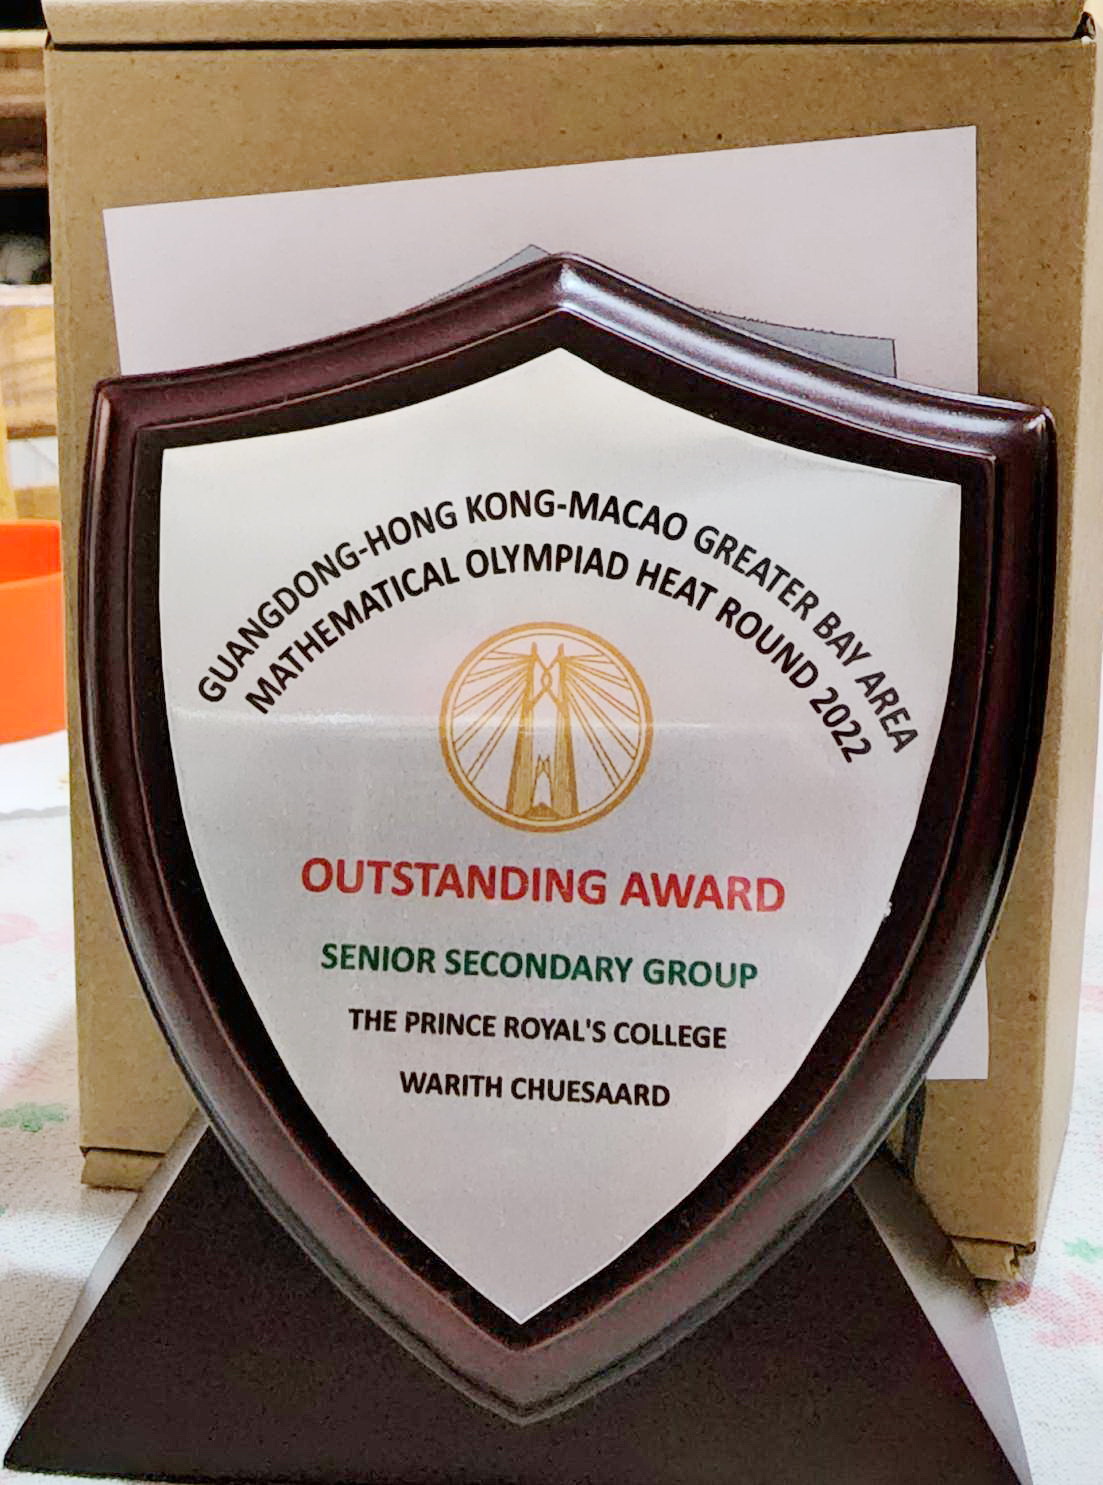 GUANGDONG-HONG KONG-MACAO GREATER BAY AREA
MATHEMATICAL OLYMPIAD HEAT ROUND 2022
OUTSTANDING AWARD
SENIOR SECONDARY GROUP
THE PRINCE ROYAL'S COLLEGE
WARITH CHUESAARD